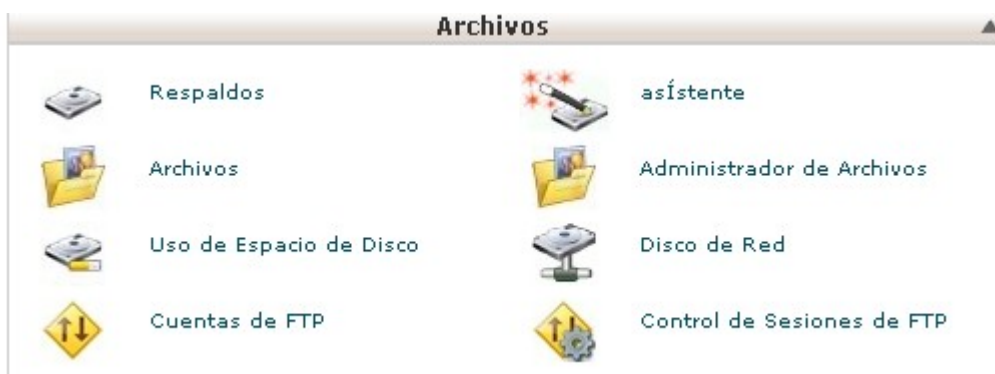 Archivos
Respaldos
asÍstente
Archivos
Administrador de Archivos
Uso de Espacio de Disco
Disco de Red
Cuentas de FTP
Control de Sesiones de FTP